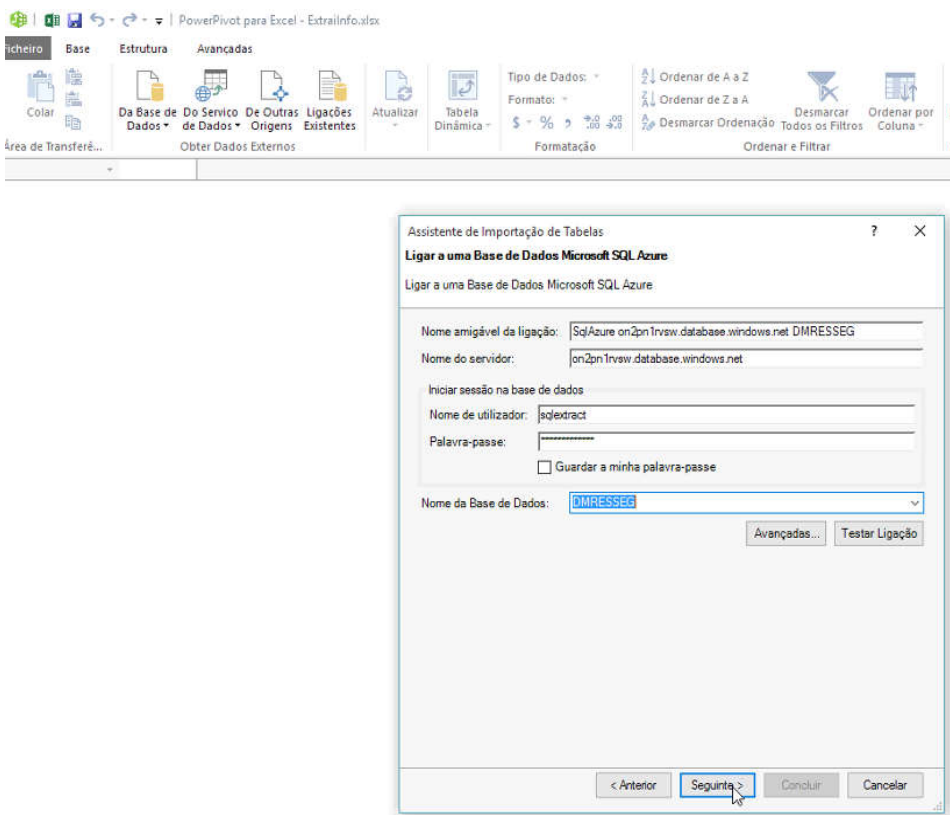 PowerPivot para Excel - ExtraiInfo.xlsx
Ficheiro Base Estrutura Avançadas
Colar
Área de Transferê...
Da Base de Dados
Do Serviço de Dados
De Outras Origens
Ligações Existentes
Obter Dados Externos
Atualizar
Tabela Dinâmica
Tipo de Dados:
Formato:
$ % , .00 .00
Formatação
Ordenar de A a Z
Ordenar de Z a A
Desmarcar Ordenação
Desmarcar Todos os Filtros
Ordenar por Coluna
Ordenar e Filtrar
Assistente de Importação de Tabelas ?
Ligar a uma Base de Dados Microsoft SQL Azure
Ligar a uma Base de Dados Microsoft SQL Azure
Nome amigável da ligação: SqlAzure on2pn1rvsw.database.windows.net DMRESSEG
Nome do servidor: on2pn1rvsw.database.windows.net
Iniciar sessão na base de dados
Nome de utilizador: sqlextract
Palavra-passe: *************
Guardar a minha palavra-passe
Nome da Base de Dados: DMRESSEG
Avançadas... Testar Ligação
< Anterior Seguinte > Concluir Cancelar